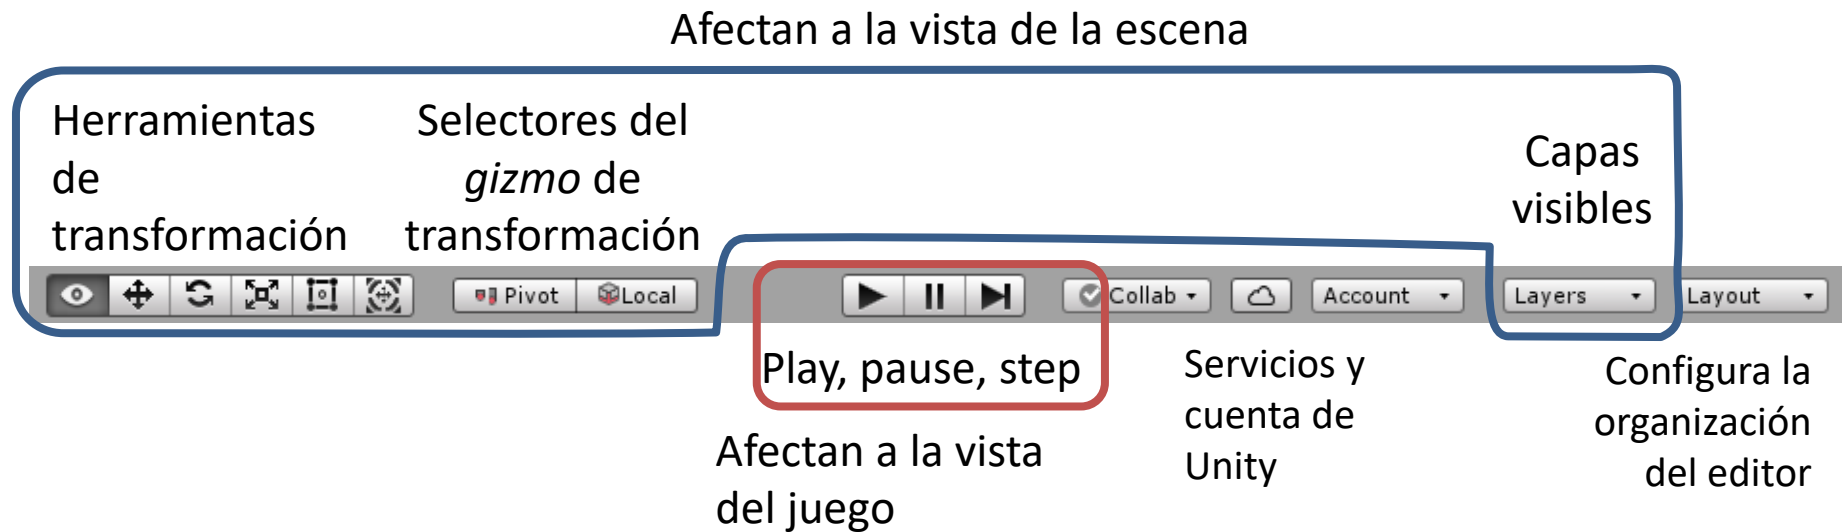 Afectan a la vista de la escena
Herramientas
de
transformación
Selectores del
gizmo de
transformación
Capas
visibles
Pivot
Local
Collab
Account
Layers
Layout
Play, pause, step
Servicios y
cuenta de
Unity
Configura la
organización
del editor
Afectan a la vista
del juego